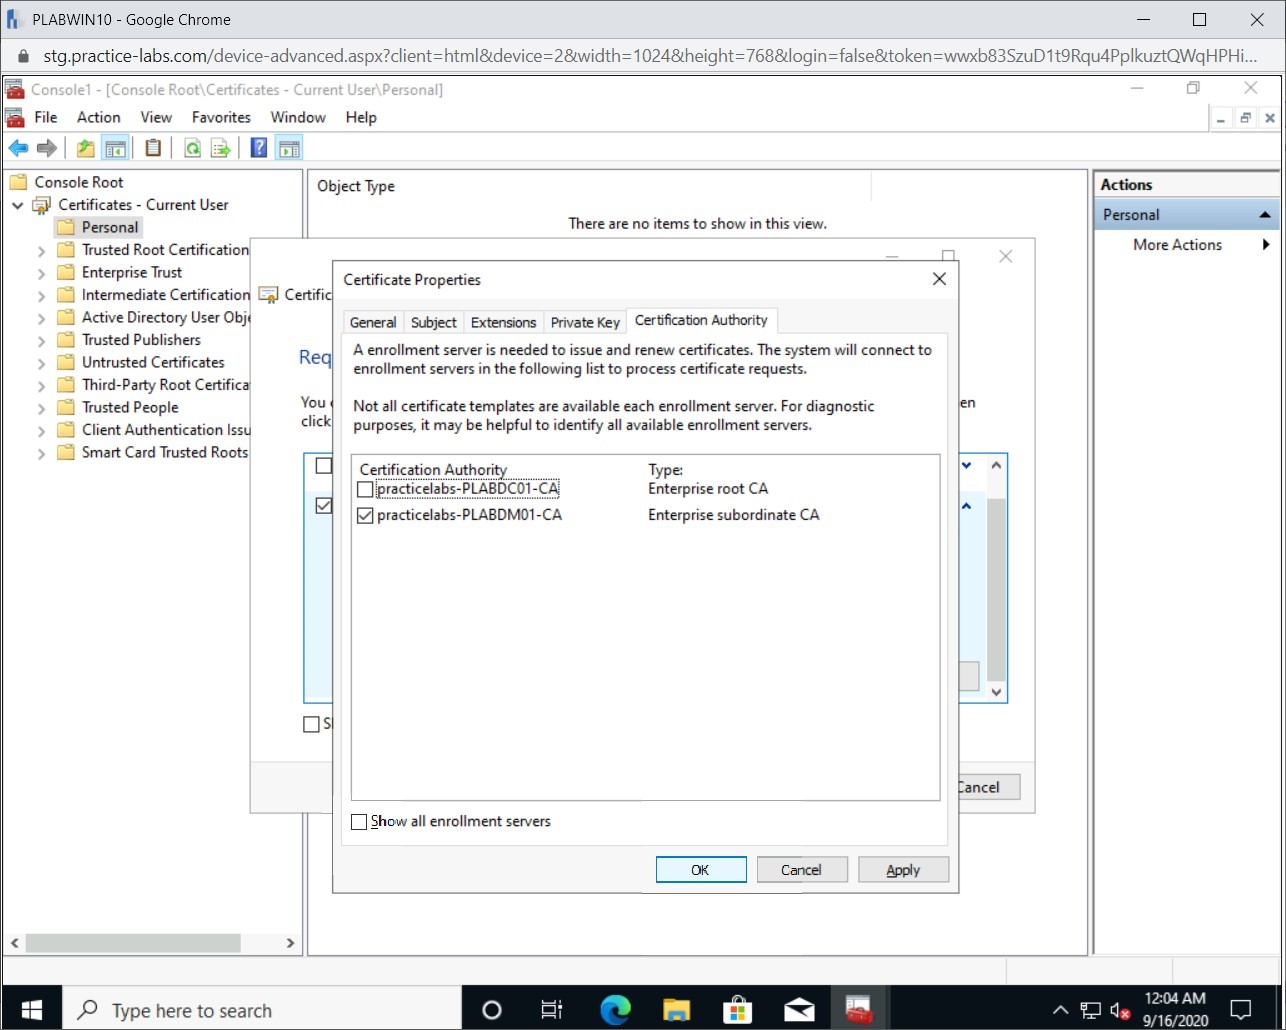 PLABWIN10 - Google Chrome
stg.practice-labs.com/device-advanced.aspx?client=html&device=2&width=1024&height=768&login=false&token=wwxb83SzuD1t9Rqu4PplkuztQWqHPHi...
Console1 - [Console Root\Certificates - Current User\Personal]
File Action View Favorites Window Help
Console Root
Certificates - Current User
Personal
Trusted Root Certification
Enterprise Trust
Intermediate Certification
Active Directory User Obje
Trusted Publishers
Untrusted Certificates
Third-Party Root Certifica
Trusted People
Client Authentication Issu
Smart Card Trusted Roots
Object Type
There are no items to show in this view.
Actions
Personal
More Actions
Certific
Req
You c
en
click
S
Cancel
Certificate Properties
General Subject Extensions Private Key Certification Authority
A enrollment server is needed to issue and renew certificates. The system will connect to
enrollment servers in the following list to process certificate requests.
Not all certificate templates are available each enrollment server. For diagnostic
purposes, it may be helpful to identify all available enrollment servers.
Certification Authority Type:
practicelabs-PLABDC01-CA Enterprise root CA
practicelabs-PLABDM01-CA Enterprise subordinate CA
Show all enrollment servers
OK Cancel Apply
Type here to search
12:04 AM
9/16/2020